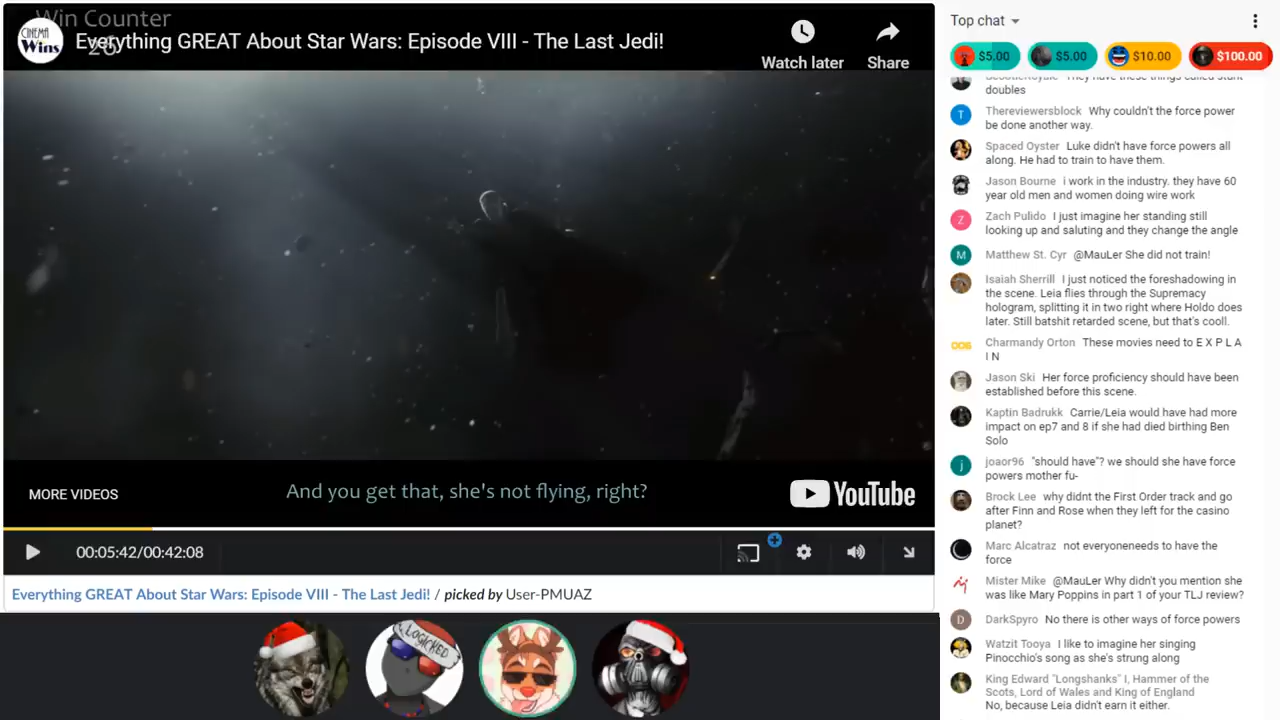 Win Counter
26
CINEMA
Wins
Everything GREAT About Star Wars: Episode VIII - The Last Jedi!
Watch later
Share
And you get that, she's not flying, right?
MORE VIDEOS
YouTube
00:05:42/00:42:08
Everything GREAT About Star Wars: Episode VIII - The Last Jedi! / picked by User-PMUAZ
LOGICKED
Top chat
$5.00
$5.00
$10.00
$100.00
They have these things called stunt
doubles
T
Thereviewersblock Why couldn't the force power
be done another way.
Spaced Oyster Luke didn't have force powers all
along. He had to train to have them.
Jason Bourne i work in the industry. they have 60
year old men and women doing wire work
Z
Zach Pulido I just imagine her standing still
looking up and saluting and they change the angle
M
Matthew St. Cyr @MauLer She did not train!
Isaiah Sherrill I just noticed the foreshadowing in
the scene. Leia flies through the Supremacy
hologram, splitting it in two right where Holdo does
later. Still batshit retarded scene, but that's cooll.
Charmandy Orton These movies need to E X P L A
I N
Jason Ski Her force proficiency should have been
established before this scene.
Kaptin Badrukk Carrie/Leia would have had more
impact on ep7 and 8 if she had died birthing Ben
Solo
j
joaor96 "should have"? we should she have force
powers mother fu-
Brock Lee why didnt the First Order track and go
after Finn and Rose when they left for the casino
planet?
Marc Alcatraz not everyoneneeds to have the
force
Mister Mike @MauLer Why didn't you mention she
was like Mary Poppins in part 1 of your TLJ review?
D
DarkSpyro No there is other ways of force powers
Watzit Tooya I like to imagine her singing
Pinocchio's song as she's strung along
King Edward "Longshanks" I, Hammer of the
Scots, Lord of Wales and King of England
No, because Leia didn't earn it either.